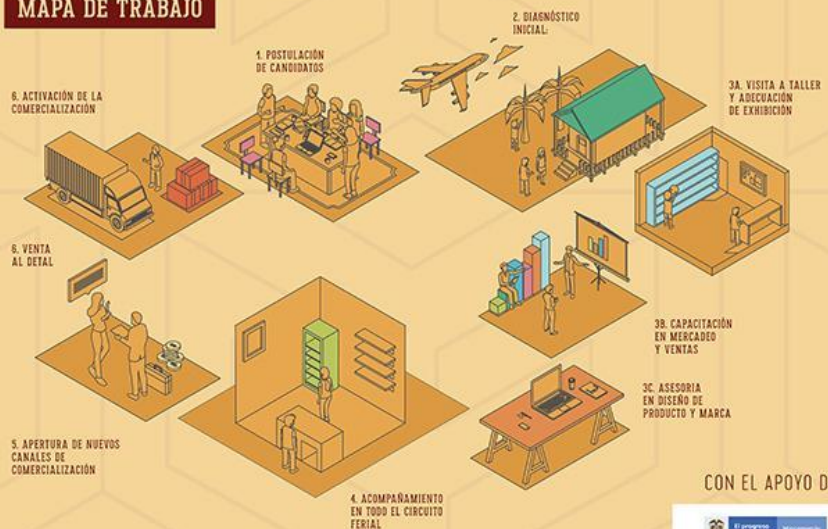 MAPA DE TRABAJO
1. POSTULACIÓN
DE CANDIDATOS
2. DIAGNÓSTICO
INICIAL:
3A. VISITA A TALLER
Y ADECUACIÓN
DE EXHIBICIÓN
3B. CAPACITACIÓN
EN MERCADEO
Y VENTAS
3C. ASESORIA
EN DISEÑO DE
PRODUCTO Y MARCA
4. ACOMPAÑAMIENTO
EN TODO EL CIRCUITO
FERIAL
5. APERTURA DE NUEVOS
CANALES DE
COMERCIALIZACIÓN
6. VENTA
AL DETAL
6. ACTIVACIÓN DE LA
COMERCIALIZACIÓN
CON EL APOYO D
El progreso